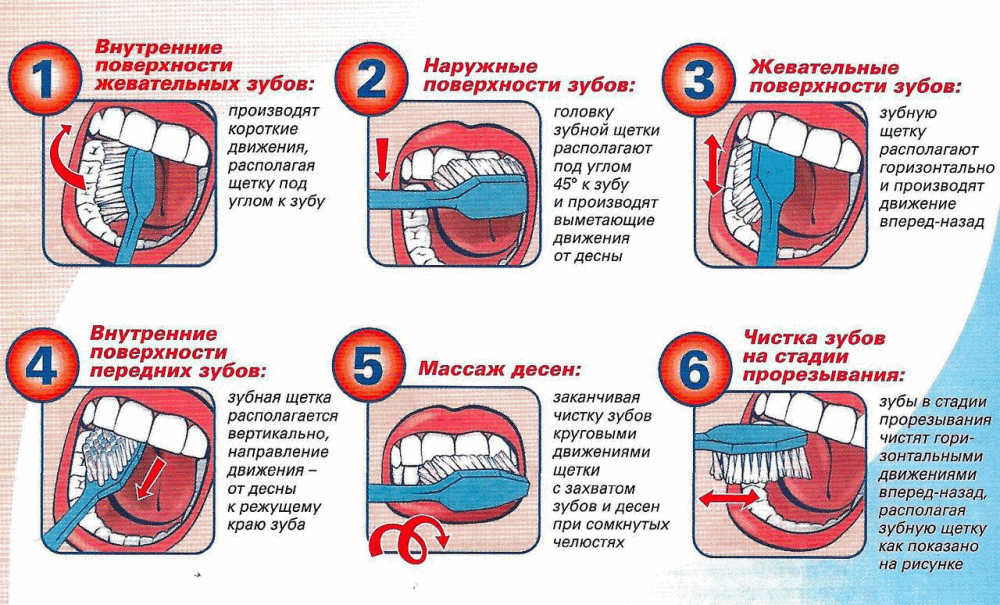 1
Внутренние
поверхности
жевательных зубов:
производят
короткие
движения,
располагая
щетку под
углом к зубу
2
Наружные
поверхности зубов:
головку
зубной щетки
располагают
под углом
45° к зубу
и производят
выметающие
движения
от десны
3
Жевательные
поверхности зубов:
зубную
щетку
располагают
горизонтально
и производят
движение
вперед-назад
4
Внутренние
поверхности
передних зубов:
зубная щетка
располагается
вертикально,
направление
движения –
от десны
к режущему
краю зуба
5
Массаж десен:
заканчивая
чистку зубов
круговыми
движениями
щетки
с захватом
зубов и десен
при сомкнутых
челюстях
6
Чистка зубов
на стадии
прорезывания:
зубы в стадии
прорезывания
чистят гори-
зонтальными
движениями
вперед-назад,
располагая
зубную щетку
как показано
на рисунке